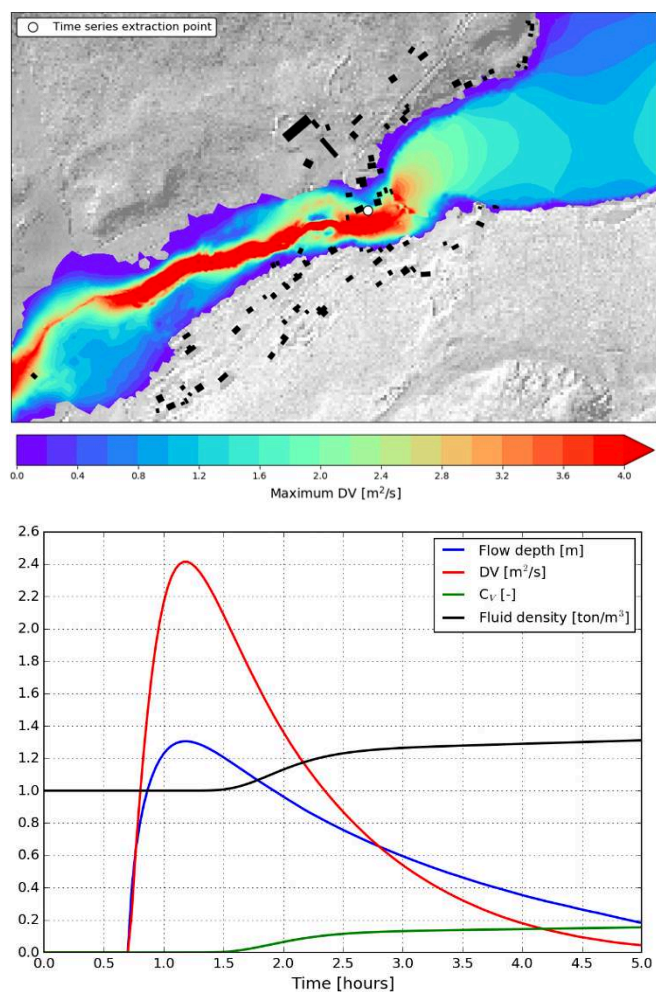 Time series extraction point
0.0 0.4 0.8 1.2 1.6 2.0 2.4 2.8 3.2 3.6 4.0
Maximum DV [m²/s]
2.6
2.4
2.2
2.0
1.8
1.6
1.4
1.2
1.0
0.8
0.6
0.4
0.2
0.0
Flow depth [m]
DV [m²/s]
C_V [-]
Fluid density [ton/m³]
0.0 0.5 1.0 1.5 2.0 2.5 3.0 3.5 4.0 4.5 5.0
Time [hours]